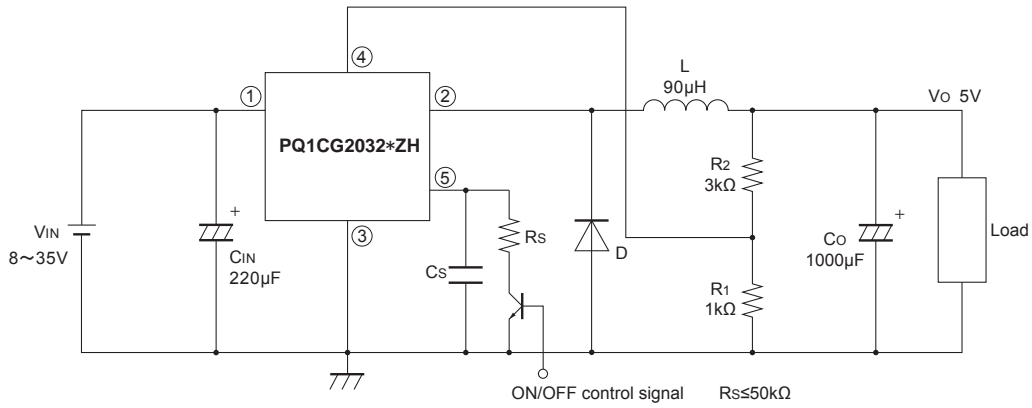 ④
L
90μH
①
②
VO 5V
PQ1CG2032*ZH
R2
3kΩ
⑤
VIN
8～35V
+
CIN
220μF
③
CS
RS
D
R1
1kΩ
+
CO
1000μF
Load
ON/OFF control signal
RS≤50kΩ